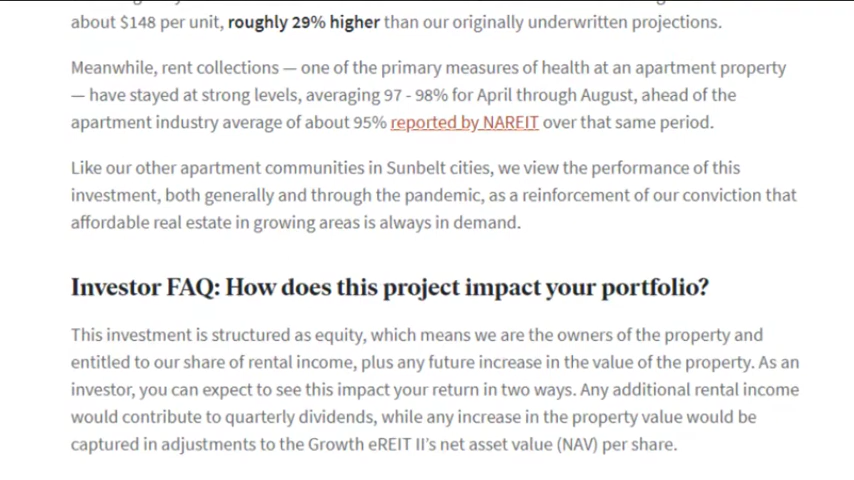 about $148 per unit, roughly 29% higher than our originally underwritten projections.
Meanwhile, rent collections — one of the primary measures of health at an apartment property
— have stayed at strong levels, averaging 97 - 98% for April through August, ahead of the
apartment industry average of about 95% reported by NAREIT over that same period.
Like our other apartment communities in Sunbelt cities, we view the performance of this
investment, both generally and through the pandemic, as a reinforcement of our conviction that
affordable real estate in growing areas is always in demand.
Investor FAQ: How does this project impact your portfolio?
This investment is structured as equity, which means we are the owners of the property and
entitled to our share of rental income, plus any future increase in the value of the property. As an
investor, you can expect to see this impact your return in two ways. Any additional rental income
would contribute to quarterly dividends, while any increase in the property value would be
captured in adjustments to the Growth eREIT II’s net asset value (NAV) per share.